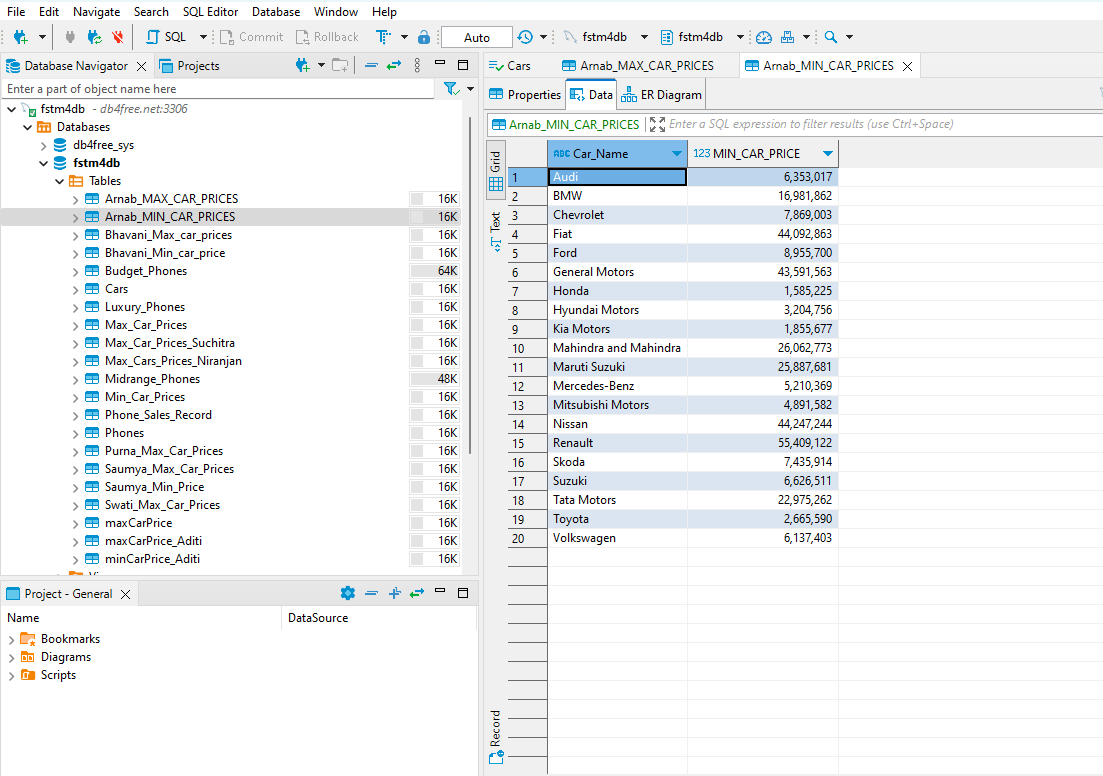 File Edit Navigate Search SQL Editor Database Window Help
SQL Commit Rollback Auto fstm4db fstm4db
Database Navigator Projects
Enter a part of object name here
fstm4db - db4free.net:3306
Databases
db4free_sys
fstm4db
Tables
Arnab_MAX_CAR_PRICES 16K
Arnab_MIN_CAR_PRICES 16K
Bhavani_Max_car_prices 16K
Bhavani_Min_car_price 16K
Budget_Phones 64K
Cars 16K
Luxury_Phones 16K
Max_Car_Prices 16K
Max_Car_Prices_Suchitra 16K
Max_Cars_Prices_Niranjan 16K
Midrange_Phones 48K
Min_Car_Prices 16K
Phone_Sales_Record 16K
Phones 16K
Purna_Max_Car_Prices 16K
Saumya_Max_Car_Prices 16K
Saumya_Min_Price 16K
Swati_Max_Car_Prices 16K
maxCarPrice 16K
maxCarPrice_Aditi 16K
minCarPrice_Aditi 16K
Project - General
Name DataSource
Bookmarks
Diagrams
Scripts
Cars Arnab_MAX_CAR_PRICES Arnab_MIN_CAR_PRICES
Properties Data ER Diagram
Arnab_MIN_CAR_PRICES Enter a SQL expression to filter results (use Ctrl+Space)
Grid
Text
Record
ABC Car_Name 123 MIN_CAR_PRICE
1 Audi 6,353,017
2 BMW 16,981,862
3 Chevrolet 7,869,003
4 Fiat 44,092,863
5 Ford 8,955,700
6 General Motors 43,591,563
7 Honda 1,585,225
8 Hyundai Motors 3,204,756
9 Kia Motors 1,855,677
10 Mahindra and Mahindra 26,062,773
11 Maruti Suzuki 25,887,681
12 Mercedes-Benz 5,210,369
13 Mitsubishi Motors 4,891,582
14 Nissan 44,247,244
15 Renault 55,409,122
16 Skoda 7,435,914
17 Suzuki 6,626,511
18 Tata Motors 22,975,262
19 Toyota 2,665,590
20 Volkswagen 6,137,403